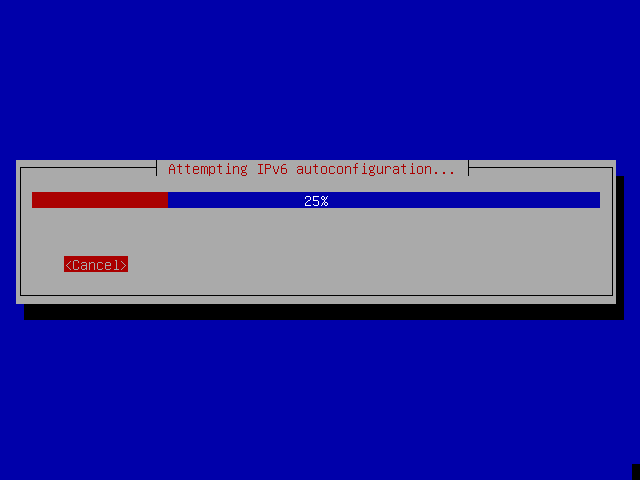 Attempting IPv6 autoconfiguration...
25%
<Cancel>